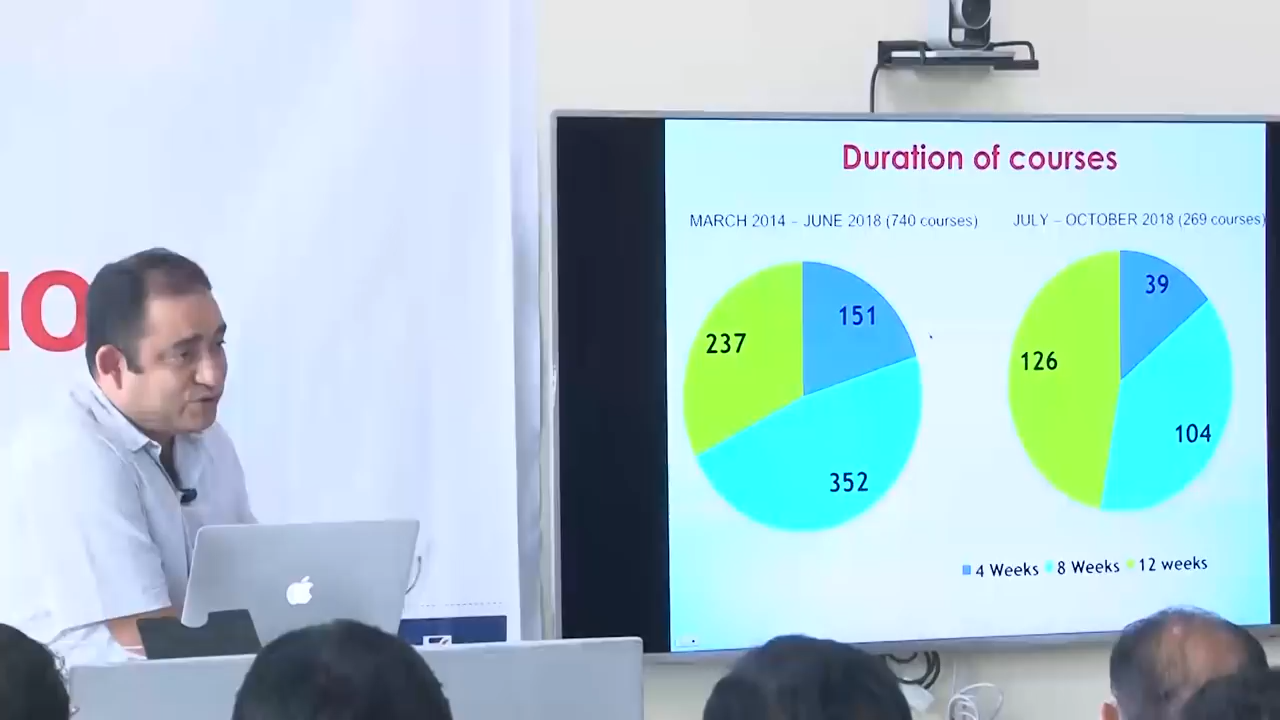 IO
Duration of courses
MARCH 2014 – JUNE 2018 (740 courses)
JULY – OCTOBER 2018 (269 courses)
151
237
352
39
126
104
4 Weeks 8 Weeks 12 weeks